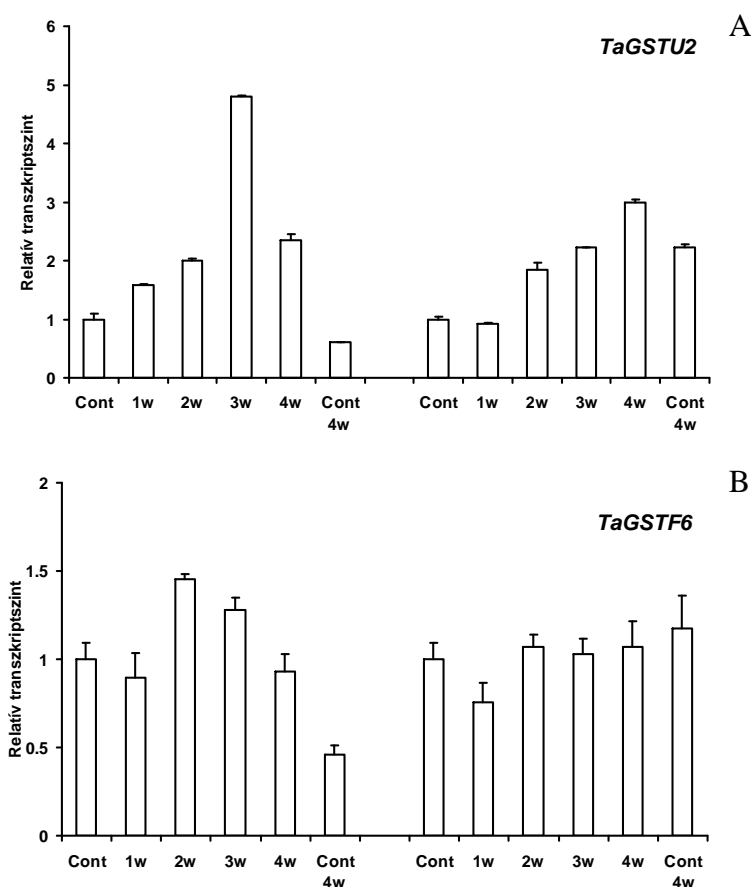 A
TaGSTU2
Relatív transzkriptszint
6
5
4
3
2
1
0
Cont 1w 2w 3w 4w Cont 4w Cont 1w 2w 3w 4w Cont 4w
B
TaGSTF6
Relatív transzkriptszint
2
1.5
1
0.5
0
Cont 1w 2w 3w 4w Cont 4w Cont 1w 2w 3w 4w Cont 4w